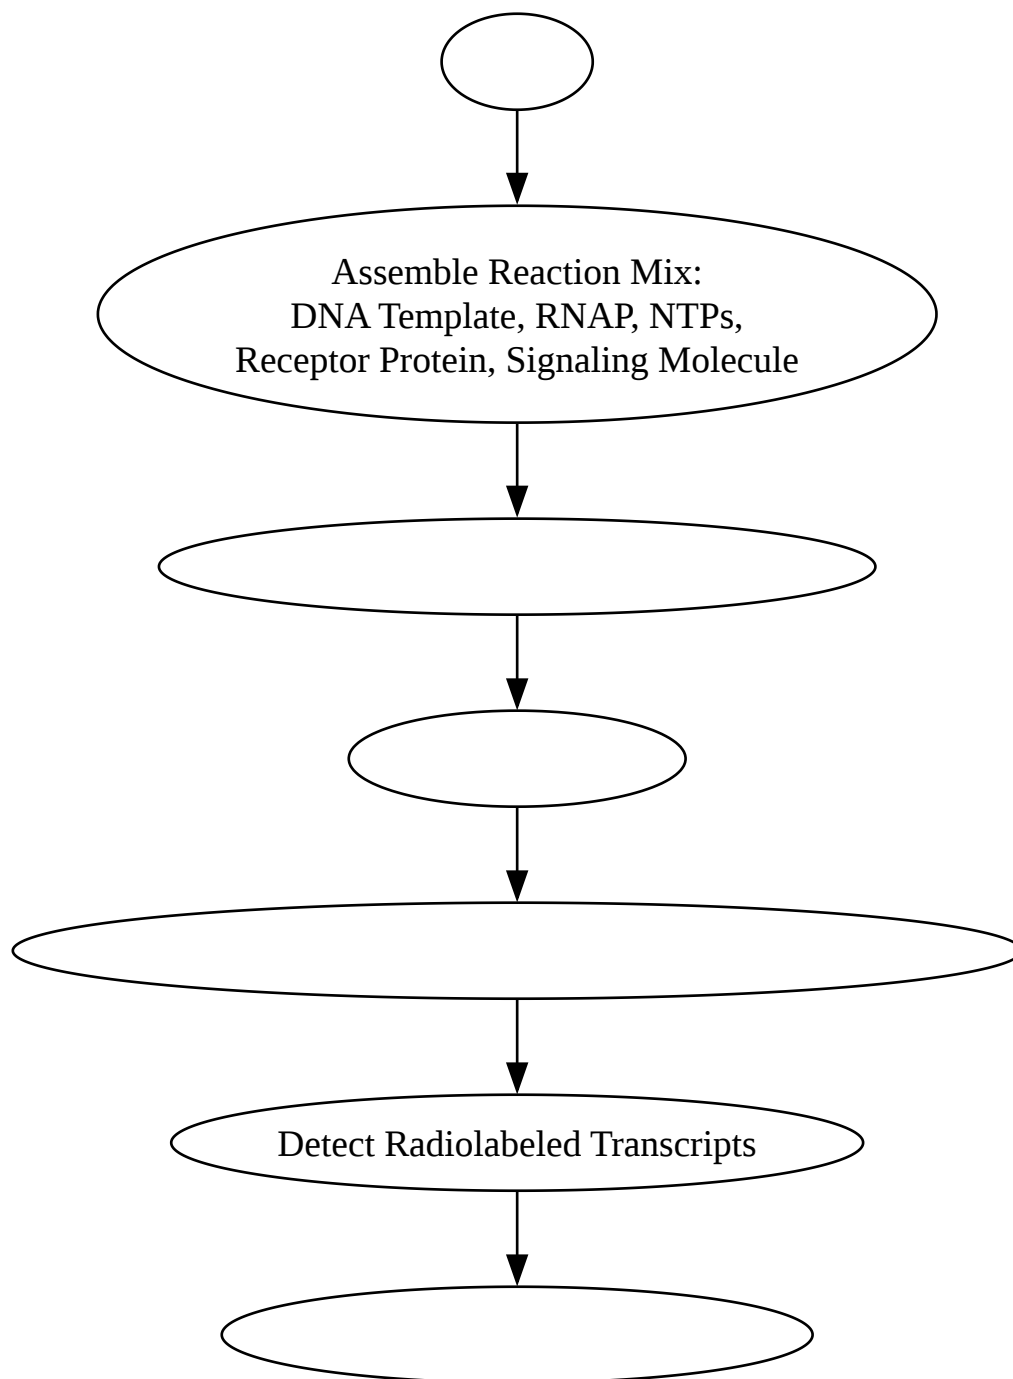 Assemble Reaction Mix:
DNA Template, RNAP, NTPs,
Receptor Protein, Signaling Molecule
Detect Radiolabeled Transcripts